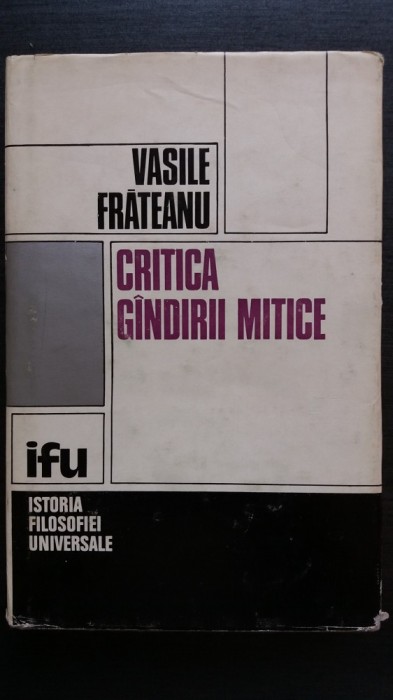 VASILE
FRĂTEANU
CRITICA
GÎNDIRII MITICE
ifu
ISTORIA
FILOSOFIEI
UNIVERSALE